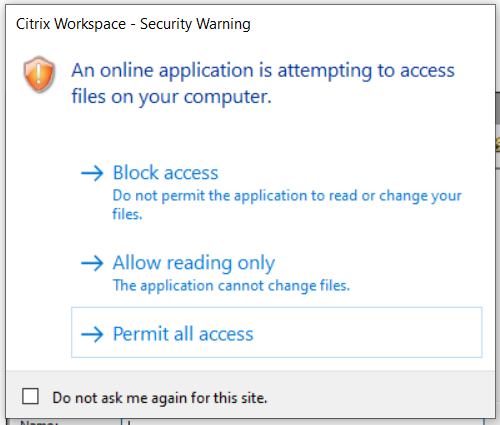 Citrix Workspace - Security Warning
An online application is attempting to access
files on your computer.
Block access
Do not permit the application to read or change your
files.
Allow reading only
The application cannot change files.
Permit all access
Do not ask me again for this site.
Name: